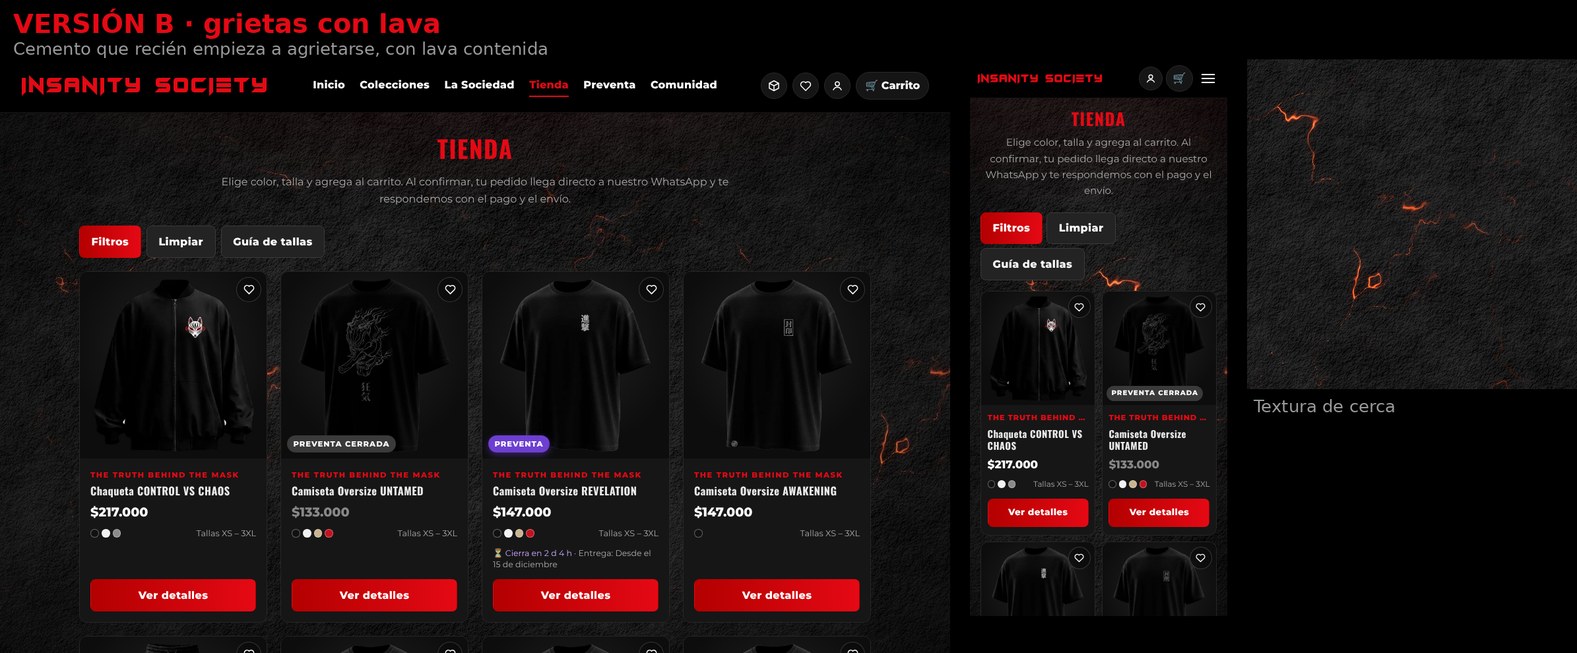 VERSIÓN B · grietas con lava
Cemento que recién empieza a agrietarse, con lava contenida
INSANITY SOCIETY
Inicio Colecciones La Sociedad Tienda Preventa Comunidad
Carrito
TIENDA
Elige color, talla y agrega al carrito. Al confirmar, tu pedido llega directo a nuestro WhatsApp y te
respondemos con el pago y el envío.
Filtros Limpiar Guía de tallas
進撃
PREVENTA CERRADA
PREVENTA
THE TRUTH BEHIND THE MASK
Chaqueta CONTROL VS CHAOS
$217.000
Tallas XS – 3XL
Ver detalles
THE TRUTH BEHIND THE MASK
Camiseta Oversize UNTAMED
$133.000
Tallas XS – 3XL
Ver detalles
THE TRUTH BEHIND THE MASK
Camiseta Oversize REVELATION
$147.000
Tallas XS – 3XL
⏳ Cierra en 2 d 4 h · Entrega: Desde el
15 de diciembre
Ver detalles
THE TRUTH BEHIND THE MASK
Camiseta Oversize AWAKENING
$147.000
Tallas XS – 3XL
Ver detalles
INSANITY SOCIETY
TIENDA
Elige color, talla y agrega al carrito. Al
confirmar, tu pedido llega directo a nuestro
WhatsApp y te respondemos con el pago y el
envío.
Filtros Limpiar
Guía de tallas
PREVENTA CERRADA
THE TRUTH BEHIND ...
Chaqueta CONTROL VS
CHAOS
$217.000
Tallas XS – 3XL
Ver detalles
THE TRUTH BEHIND ...
Camiseta Oversize
UNTAMED
$133.000
Tallas XS – 3XL
Ver detalles
Textura de cerca